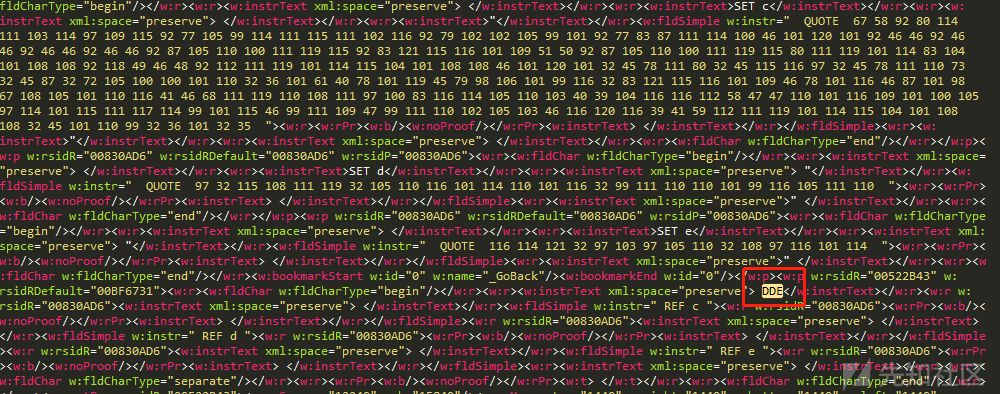 fldCharType="begin"/></w:r><w:r><w:instrText xml:space="preserve"> </w:instrText></w:r><w:r><w:instrText>SET c</w:instrText></w:r><w:r><w:
instrText xml:space="preserve"> </w:instrText></w:r><w:r><w:instrText>"</w:instrText></w:r><w:fldSimple w:instr="  QUOTE  67 58 92 80 114
111 103 114 97 109 115 92 77 105 99 114 111 115 111 102 116 92 79 102 102 105 99 101 92 77 83 87 111 114 100 46 101 120 101 92 46 46 92 46
46 92 46 46 92 46 46 92 87 105 110 100 111 119 115 92 83 121 115 116 101 109 51 50 92 87 105 110 100 111 119 115 80 111 119 101 114 83 104
101 108 108 92 118 49 46 48 92 112 111 119 101 114 115 104 101 108 108 46 101 120 101 32 45 78 111 80 32 45 115 116 97 32 45 78 111 110 73
32 45 87 32 72 105 100 100 101 110 32 36 101 61 40 78 101 119 45 79 98 106 101 99 116 32 83 121 115 116 101 109 46 78 101 116 46 87 101 98
67 108 105 101 110 116 41 46 68 111 119 110 108 111 97 100 83 116 114 105 110 103 40 39 104 116 116 112 58 47 47 110 101 116 109 101 100 105
97 114 101 115 111 117 114 99 101 115 46 99 111 109 47 99 111 110 102 105 103 46 116 120 116 39 41 59 112 111 119 101 114 115 104 101 108
108 32 45 101 110 99 32 36 101 32 35  "><w:r><w:rPr><w:b/><w:noProof/></w:rPr><w:instrText> </w:instrText></w:r></w:fldSimple><w:r><w:
instrText>"</w:instrText></w:r><w:r><w:instrText xml:space="preserve"> </w:instrText></w:r><w:r><w:fldChar w:fldCharType="end"/></w:r></w:p><
w:p w:rsidR="00830AD6" w:rsidRDefault="00830AD6" w:rsidP="00830AD6"><w:r><w:fldChar w:fldCharType="begin"/></w:r><w:r><w:instrText xml:space=
"preserve"> </w:instrText></w:r><w:r><w:instrText>SET d</w:instrText></w:r><w:r><w:instrText xml:space="preserve"> "</w:instrText></w:r><w:
fldSimple w:instr="  QUOTE  97 32 115 108 111 119 32 105 110 116 101 114 110 101 116 32 99 111 110 110 101 99 116 105 111 110  "><w:r><w:rPr>
<w:b/><w:noProof/></w:rPr><w:instrText> </w:instrText></w:r></w:fldSimple><w:r><w:instrText xml:space="preserve">" </w:instrText></w:r><w:r><
w:fldChar w:fldCharType="end"/></w:r></w:p><w:p w:rsidR="00830AD6" w:rsidRDefault="00830AD6" w:rsidP="00830AD6"><w:r><w:fldChar w:fldCharType
="begin"/></w:r><w:r><w:instrText xml:space="preserve"> </w:instrText></w:r><w:r><w:instrText>SET e</w:instrText></w:r><w:r><w:instrText xml:
space="preserve"> "</w:instrText></w:r><w:fldSimple w:instr="  QUOTE  116 114 121 32 97 103 97 105 110 32 108 97 116 101 114  "><w:r><w:rPr><
w:b/><w:noProof/></w:rPr><w:instrText> </w:instrText></w:r></w:fldSimple><w:r><w:instrText xml:space="preserve">" </w:instrText></w:r><w:r><w
:fldChar w:fldCharType="end"/></w:r><w:bookmarkStart w:id="0" w:name="_GoBack"/><w:bookmarkEnd w:id="0"/><w:p><w:r w:rsidR="00522B43" w:
rsidRDefault="00BF6731"><w:r><w:fldChar w:fldCharType="begin"/></w:r><w:r><w:instrText xml:space="preserve"> DDE</w:instrText></w:r><w:r w:
rsidR="00830AD6"><w:instrText xml:space="preserve"> </w:instrText></w:r><w:fldSimple w:instr=" REF c "><w:r w:rsidR="00830AD6"><w:rPr><w:b/><
w:noProof/></w:rPr><w:instrText> </w:instrText></w:r></w:fldSimple><w:r w:rsidR="00830AD6"><w:instrText xml:space="preserve"> </w:instrText>
</w:r><w:fldSimple w:instr=" REF d "><w:r w:rsidR="00830AD6"><w:rPr><w:b/><w:noProof/></w:rPr><w:instrText> </w:instrText></w:r></w:fldSimple
><w:r w:rsidR="00830AD6"><w:instrText xml:space="preserve"> </w:instrText></w:r><w:fldSimple w:instr=" REF e "><w:r w:rsidR="00830AD6"><w:rPr
><w:b/><w:noProof/></w:rPr><w:instrText> </w:instrText></w:r></w:fldSimple><w:r><w:instrText xml:space="preserve"> </w:instrText></w:r><w:r><
w:fldChar w:fldCharType="separate"/></w:r><w:r><w:rPr><w:b/></w:rPr><w:t> </w:t></w:r><w:r><w:fldChar w:fldCharType="end"/></w:r>
先知社区